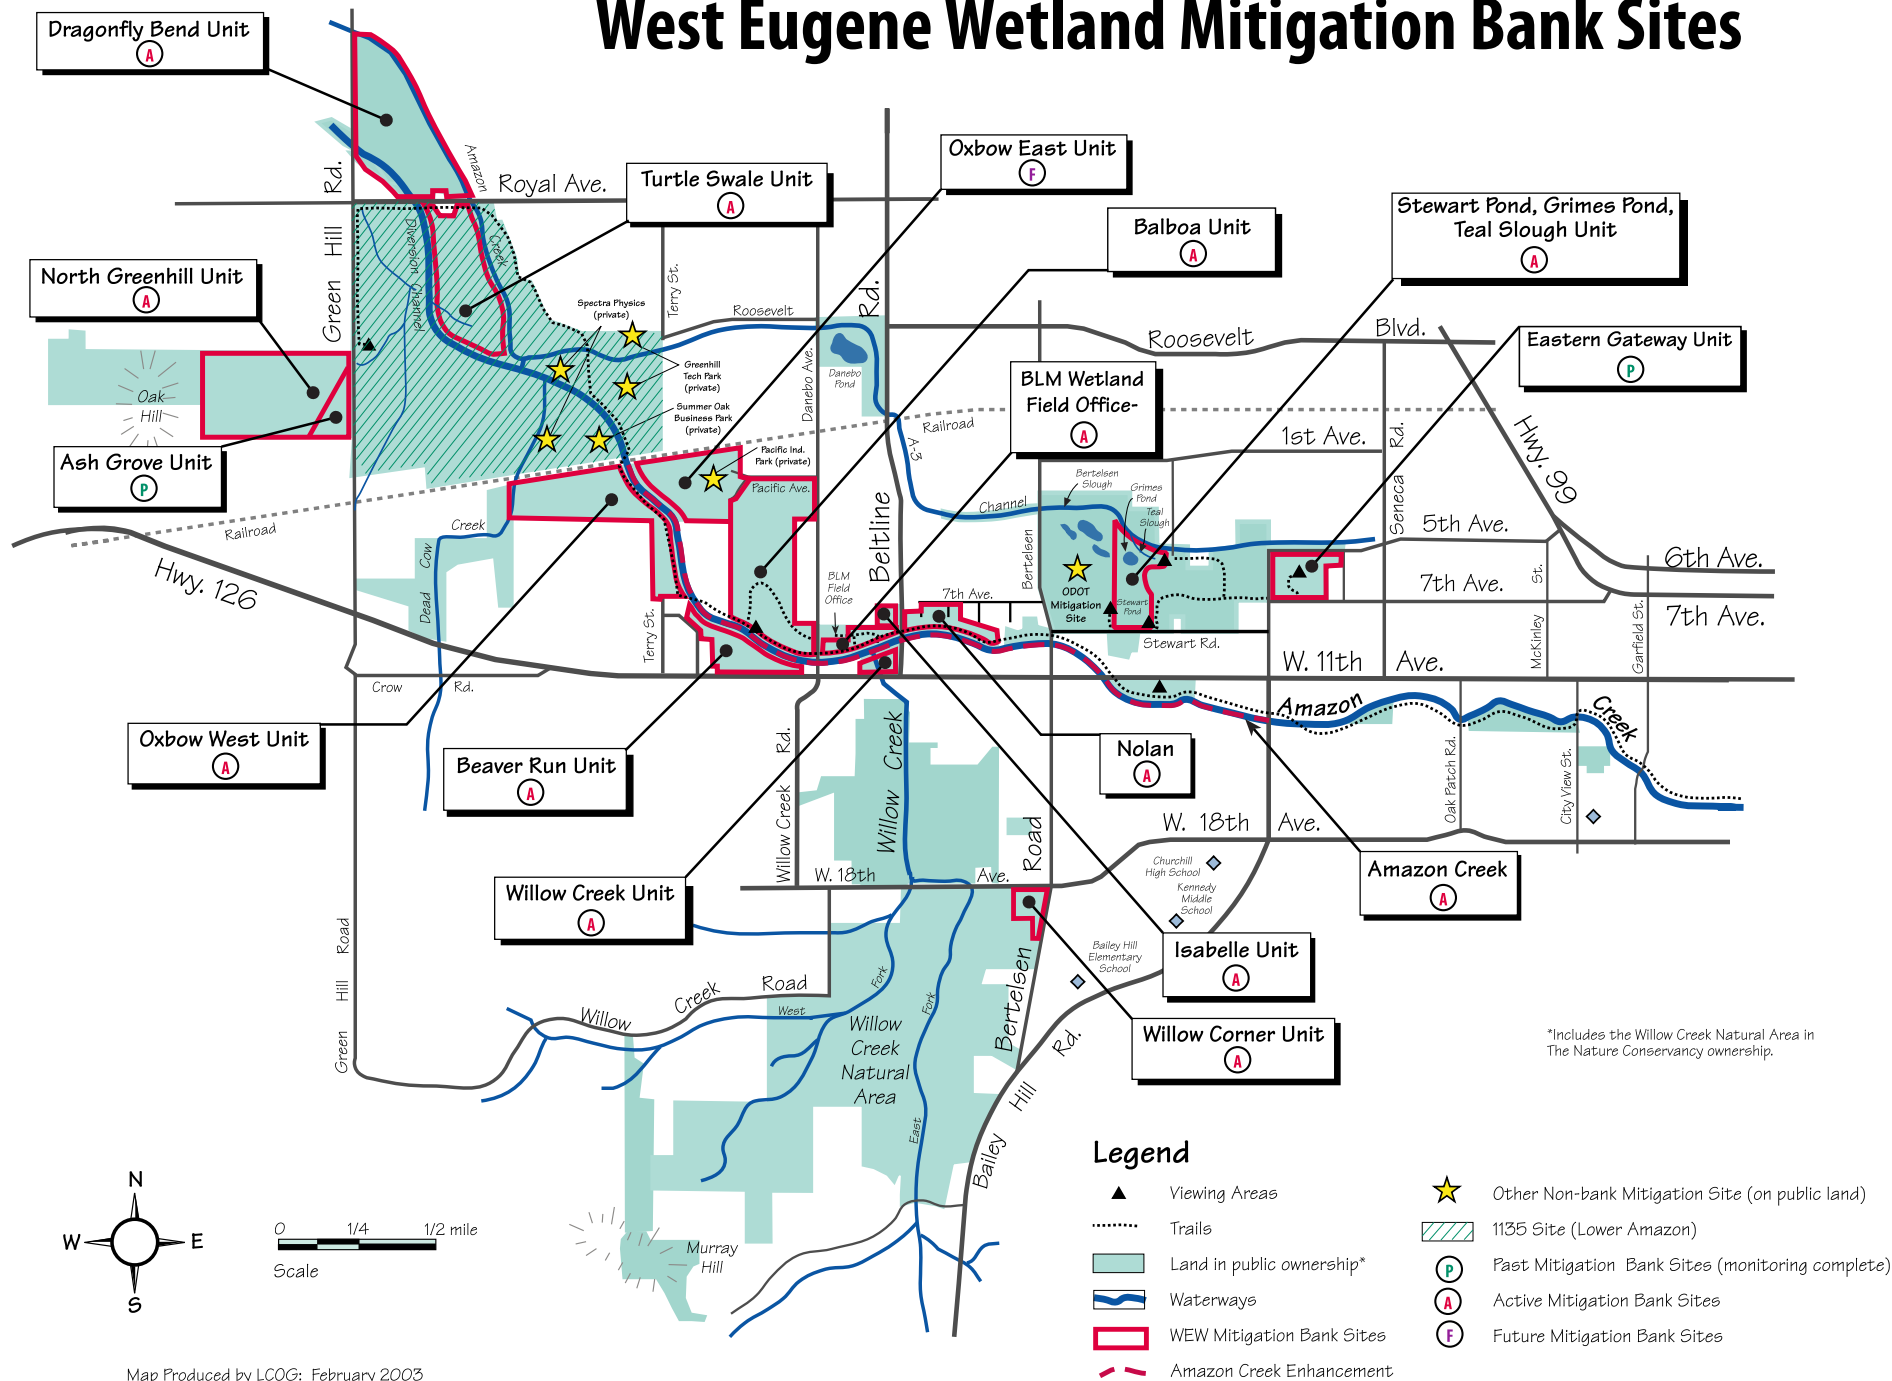 West Eugene Wetland Mitigation Bank Sites
Dragonfly Bend Unit
A
Oxbow East Unit
F
Turtle Swale Unit
A
Balboa Unit
A
Stewart Pond, Grimes Pond,
Teal Slough Unit
A
North Greenhill Unit
A
Eastern Gateway Unit
P
BLM Wetland
Field Office-
A
Ash Grove Unit
P
Oxbow West Unit
A
Beaver Run Unit
A
Nolan
A
Willow Creek Unit
A
Amazon Creek
A
Isabelle Unit
A
Willow Corner Unit
A
Green Hill Rd.
Royal Ave.
Amazon
Creek
Diversion Channel
Oak
Hill
Spectra Physics
(private)
Greenhill
Tech Park
(private)
Summer Oak
Business Park
(private)
Pacific Ind.
Park (private)
Pacific Ave.
Terry St.
Roosevelt
Danebo Ave.
Danebo
Pond
Beltline
Rd.
Roosevelt
Blvd.
Railroad
A-3
Channel
1st Ave.
Seneca Rd.
Hwy. 99
Bertelsen
Slough
Grimes
Pond
Teal
Slough
5th Ave.
6th Ave.
7th Ave.
7th Ave.
St.
McKinley
Garfield St.
Railroad
Creek
Dead Cow
Hwy. 126
Terry St.
BLM
Field
Office
7th Ave.
Bertelsen
ODOT
Mitigation
Site
Stewart
Pond
Stewart Rd.
W. 11th Ave.
Crow Rd.
Amazon
Creek
Willow Creek Rd.
Willow Creek
Oak Patch Rd.
City View St.
W. 18th Ave.
W. 18th Ave.
Road
Bertelsen
Churchill
High School
Kennedy
Middle
School
Bailey Hill
Elementary
School
Green Hill Road
Willow Creek Road
West
Fork
East
Fork
Willow
Creek
Natural
Area
Bailey Hill Rd.
Murray
Hill
*Includes the Willow Creek Natural Area in
The Nature Conservancy ownership.
N
W
E
S
0 1/4 1/2 mile
Scale
Legend
Viewing Areas
Trails
Land in public ownership*
Waterways
WEW Mitigation Bank Sites
Amazon Creek Enhancement
Other Non-bank Mitigation Site (on public land)
1135 Site (Lower Amazon)
P
Past Mitigation Bank Sites (monitoring complete)
A
Active Mitigation Bank Sites
F
Future Mitigation Bank Sites
Map Produced by LCOG: February 2003